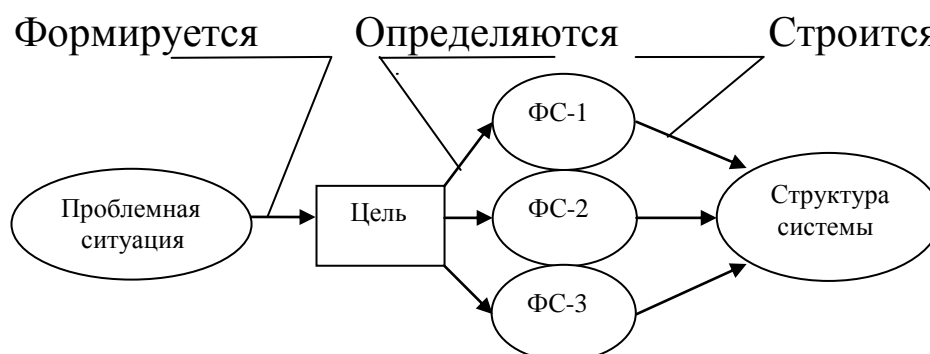 Формируется Определяются Строится
ФС-1
Проблемная
ситуация
Цель
ФС-2
Структура
системы
ФС-3